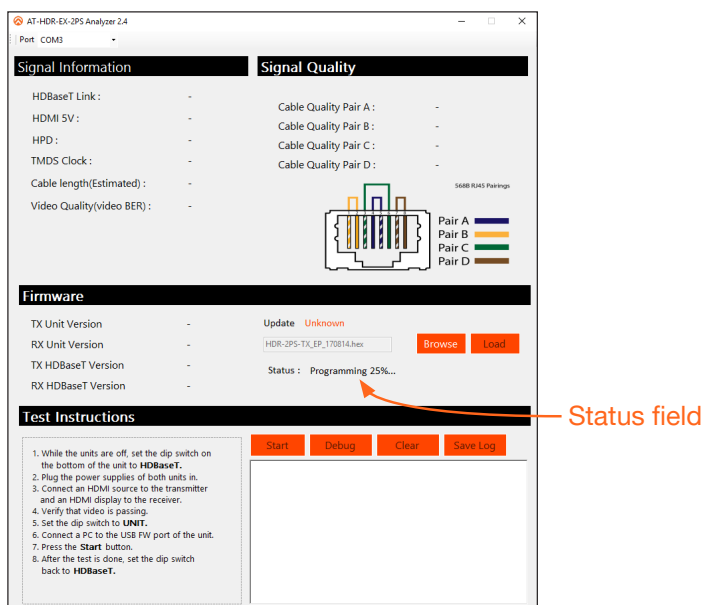 AT-HDR-EX-2PS Analyzer 2.4
Port COM3
Signal Information
HDBaseT Link : -
HDMI 5V : -
HPD : -
TMDS Clock : -
Cable length(Estimated) : -
Video Quality(video BER) : -
Signal Quality
Cable Quality Pair A : -
Cable Quality Pair B : -
Cable Quality Pair C : -
Cable Quality Pair D : -
568B RJ45 Pairings
Pair A
Pair B
Pair C
Pair D
Firmware
TX Unit Version -
RX Unit Version -
TX HDBaseT Version -
RX HDBaseT Version -
Update Unknown
HDR-2PS-TX_EP_170814.hex
Browse Load
Status : Programming 25%...
Status field
Test Instructions
1. While the units are off, set the dip switch on
the bottom of the unit to HDBaseT.
2. Plug the power supplies of both units in.
3. Connect an HDMI source to the transmitter
and an HDMI display to the receiver.
4. Verify that video is passing.
5. Set the dip switch to UNIT.
6. Connect a PC to the USB FW port of the unit.
7. Press the Start button.
8. After the test is done, set the dip switch
back to HDBaseT.
Start Debug Clear Save Log